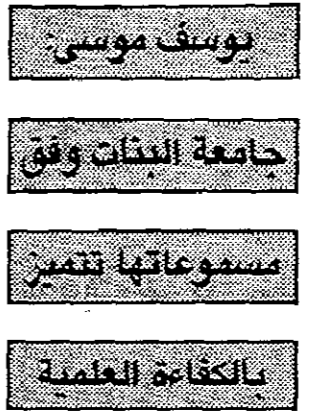 يوسف موسى:
جامعة البنات وفق
مسموعاتها تتميز
بالكفاءة العلمية